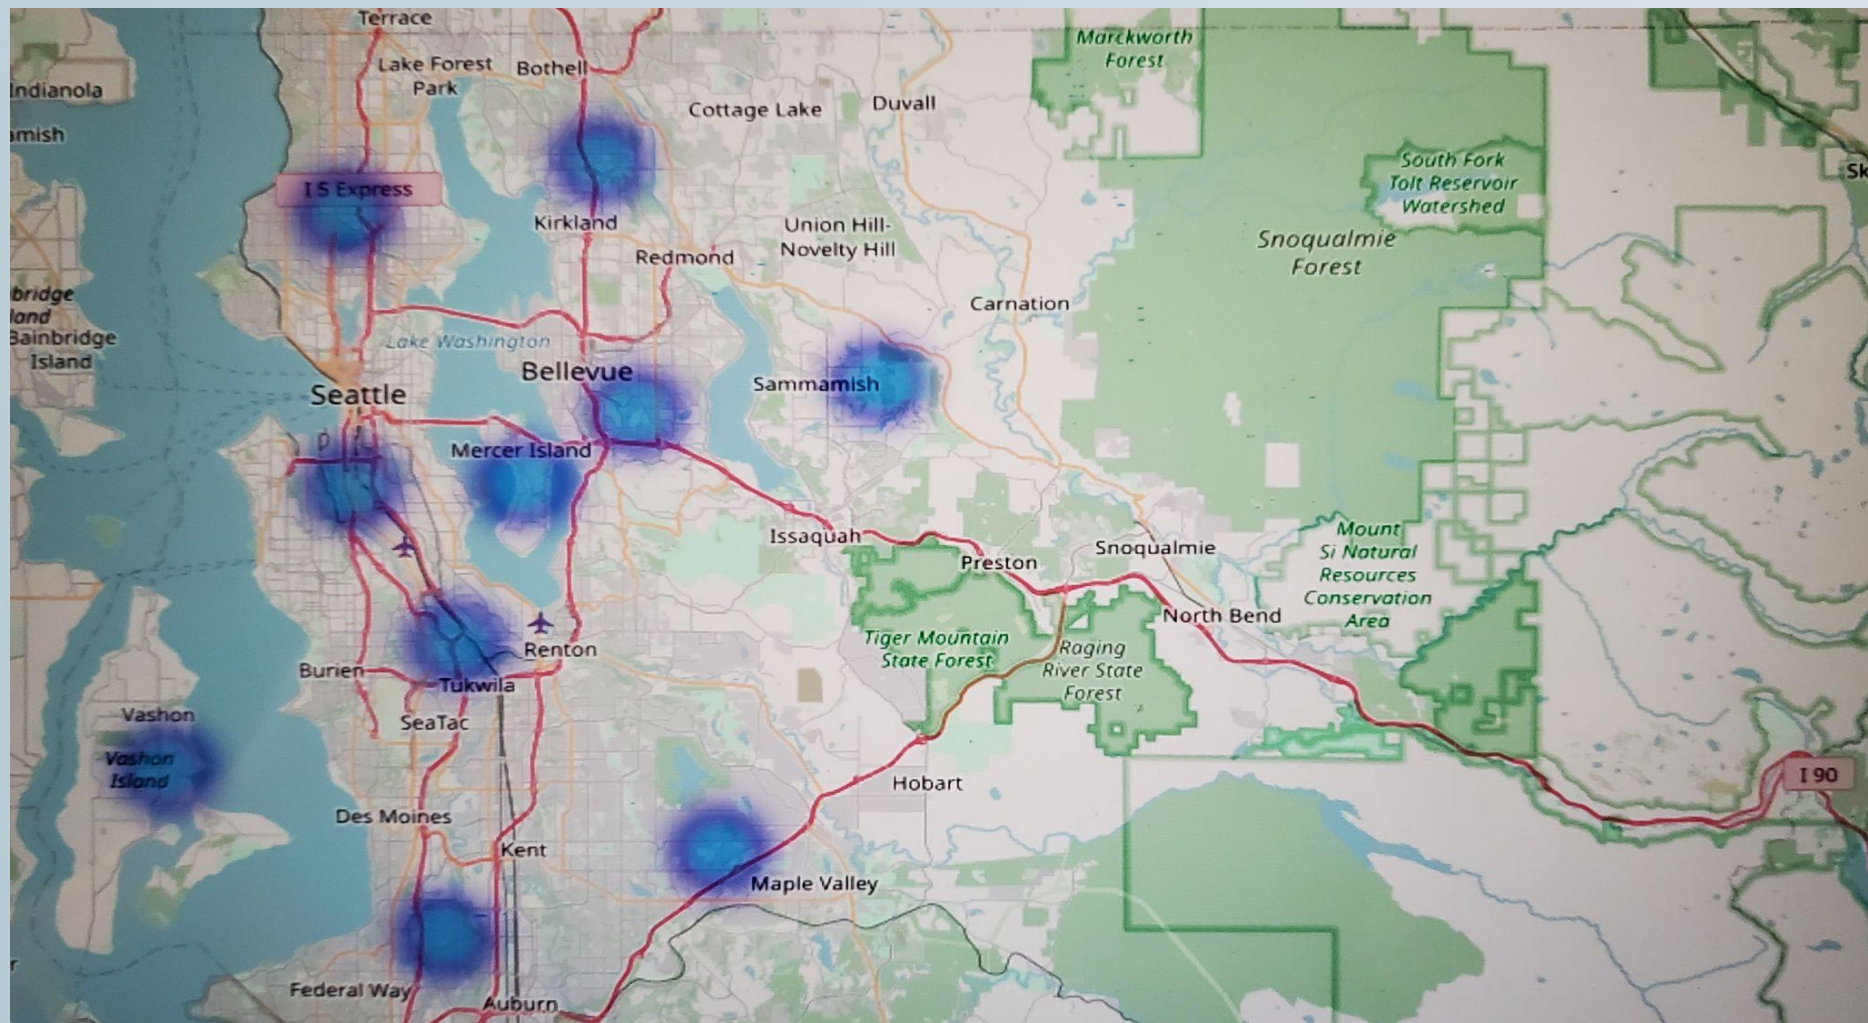 Terrace
Marckworth
Forest
Lake Forest
Park
Bothell
Indianola
Cottage Lake
Duvall
amish
South Fork
Tolt Reservoir
Watershed
Sk
I 5 Express
Kirkland
Union Hill-
Novelty Hill
Snoqualmie
Forest
Redmond
bridge
land
Bainbridge
Island
Carnation
Lake Washington
Bellevue
Sammamish
Seattle
Mercer Island
Issaquah
Preston
Snoqualmie
Mount
Si Natural
Resources
Conservation
Area
North Bend
Tiger Mountain
State Forest
Raging
River State
Forest
Renton
Burien
Tukwila
SeaTac
Vashon
Vashon
Island
Hobart
I 90
Des Moines
Kent
Maple Valley
Federal Way
Auburn
r